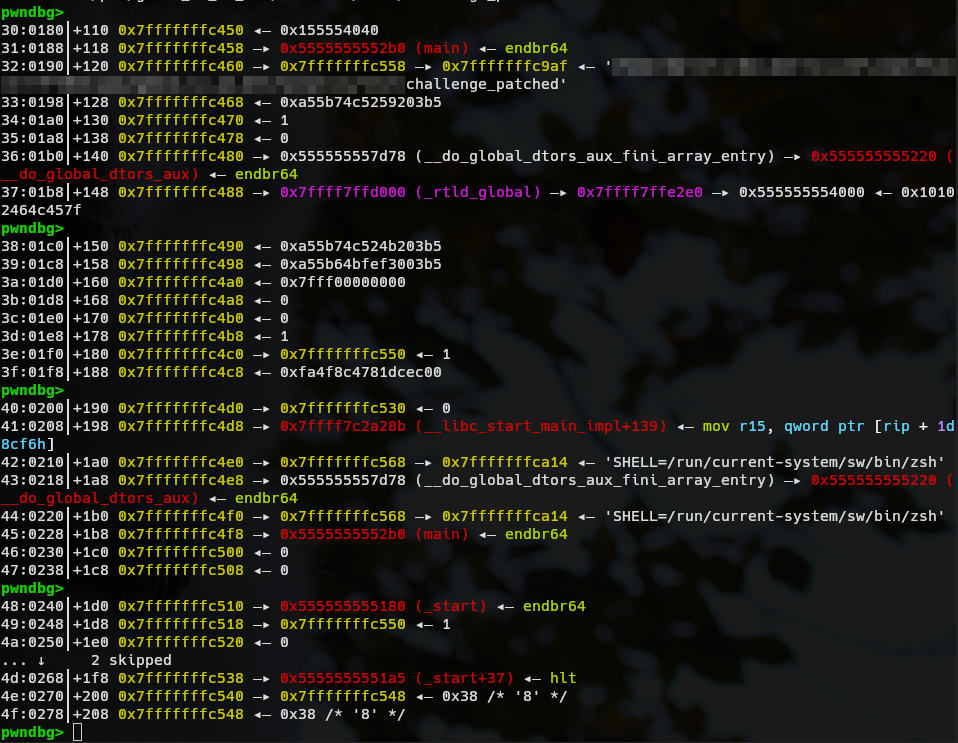 pwndbg>
30:0180│+110 0x7fffffffc450 ◂— 0x155554040
31:0188│+118 0x7fffffffc458 —▸ 0x5555555552b0 (main) ◂— endbr64
32:0190│+120 0x7fffffffc460 —▸ 0x7fffffffc558 —▸ 0x7fffffffc9af ◂— '
challenge_patched'
33:0198│+128 0x7fffffffc468 ◂— 0xa55b74c5259203b5
34:01a0│+130 0x7fffffffc470 ◂— 1
35:01a8│+138 0x7fffffffc478 ◂— 0
36:01b0│+140 0x7fffffffc480 —▸ 0x555555557d78 (__do_global_dtors_aux_fini_array_entry) —▸ 0x555555555220 (
__do_global_dtors_aux) ◂— endbr64
37:01b8│+148 0x7fffffffc488 —▸ 0x7ffff7ffd000 (_rtld_global) —▸ 0x7ffff7ffe2e0 —▸ 0x555555554000 ◂— 0x1010
2464c457f
pwndbg>
38:01c0│+150 0x7fffffffc490 ◂— 0xa55b74c524b203b5
39:01c8│+158 0x7fffffffc498 ◂— 0xa55b64bfef3003b5
3a:01d0│+160 0x7fffffffc4a0 ◂— 0x7fff00000000
3b:01d8│+168 0x7fffffffc4a8 ◂— 0
3c:01e0│+170 0x7fffffffc4b0 ◂— 0
3d:01e8│+178 0x7fffffffc4b8 ◂— 1
3e:01f0│+180 0x7fffffffc4c0 —▸ 0x7fffffffc550 ◂— 1
3f:01f8│+188 0x7fffffffc4c8 ◂— 0xfa4f8c4781dcec00
pwndbg>
40:0200│+190 0x7fffffffc4d0 —▸ 0x7fffffffc530 ◂— 0
41:0208│+198 0x7fffffffc4d8 —▸ 0x7ffff7c2a28b (__libc_start_main_impl+139) ◂— mov r15, qword ptr [rip + 1d
8cf6h]
42:0210│+1a0 0x7fffffffc4e0 —▸ 0x7fffffffc568 —▸ 0x7fffffffca14 ◂— 'SHELL=/run/current-system/sw/bin/zsh'
43:0218│+1a8 0x7fffffffc4e8 —▸ 0x555555557d78 (__do_global_dtors_aux_fini_array_entry) —▸ 0x555555555220 (
__do_global_dtors_aux) ◂— endbr64
44:0220│+1b0 0x7fffffffc4f0 —▸ 0x7fffffffc568 —▸ 0x7fffffffca14 ◂— 'SHELL=/run/current-system/sw/bin/zsh'
45:0228│+1b8 0x7fffffffc4f8 —▸ 0x5555555552b0 (main) ◂— endbr64
46:0230│+1c0 0x7fffffffc500 ◂— 0
47:0238│+1c8 0x7fffffffc508 ◂— 0
pwndbg>
48:0240│+1d0 0x7fffffffc510 —▸ 0x555555555180 (_start) ◂— endbr64
49:0248│+1d8 0x7fffffffc518 —▸ 0x7fffffffc550 ◂— 1
4a:0250│+1e0 0x7fffffffc520 ◂— 0
... ↓     2 skipped
4d:0268│+1f8 0x7fffffffc538 —▸ 0x5555555551a5 (_start+37) ◂— hlt
4e:0270│+200 0x7fffffffc540 —▸ 0x7fffffffc548 ◂— 0x38 /* '8' */
4f:0278│+208 0x7fffffffc548 ◂— 0x38 /* '8' */
pwndbg>